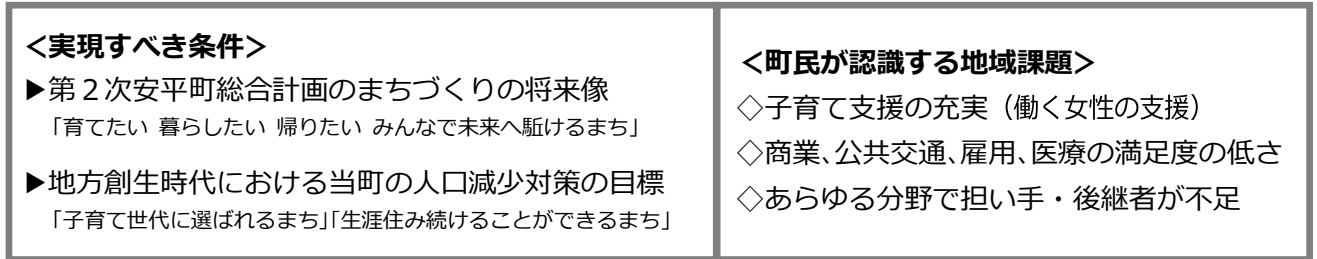 ＜実現すべき条件＞
▶第２次安平町総合計画のまちづくりの将来像
「育てたい 暮らしたい 帰りたい みんなで未来へ駈けるまち」
▶地方創生時代における当町の人口減少対策の目標
「子育て世代に選ばれるまち」「生涯住み続けることができるまち」
＜町民が認識する地域課題＞
◇子育て支援の充実（働く女性の支援）
◇商業、公共交通、雇用、医療の満足度の低さ
◇あらゆる分野で担い手・後継者が不足